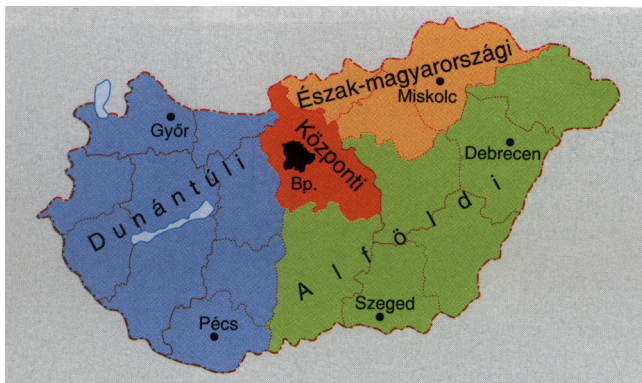 Észak-magyarországi
Miskolc
Győr
Központi
Debrecen
Bp.
Dunántúli
Alföldi
Szeged
Pécs